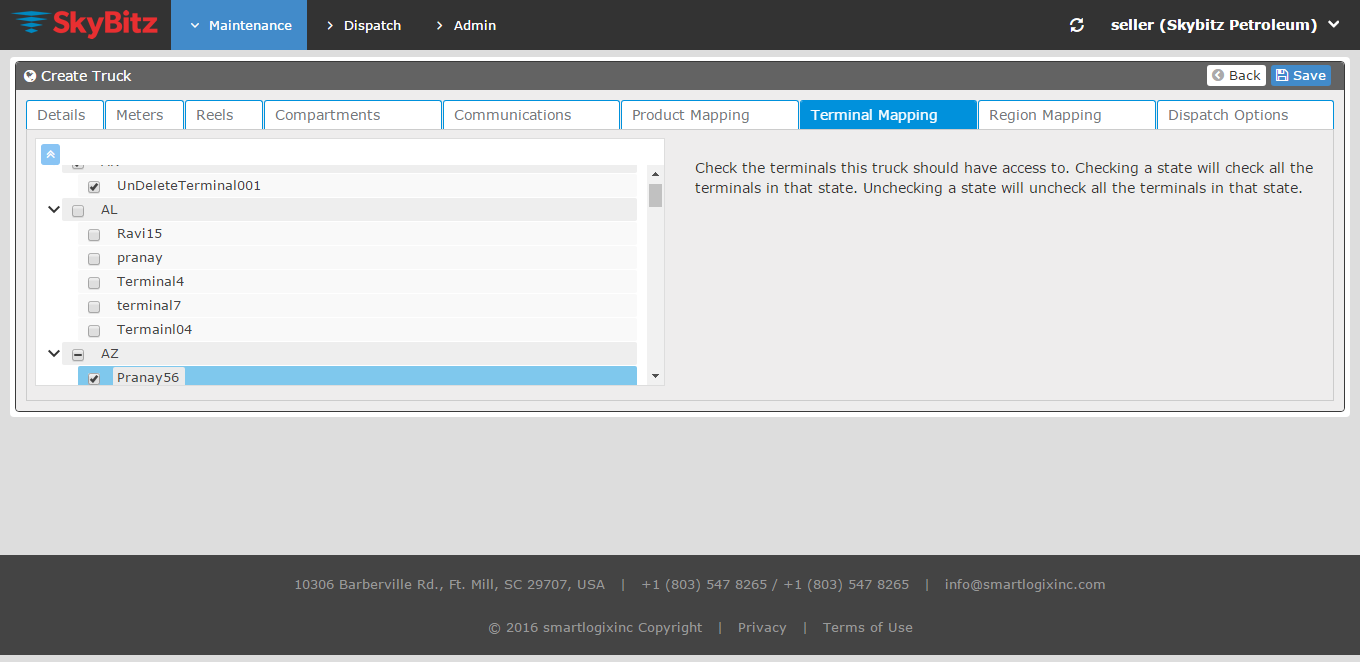 SkyBitz
Maintenance
Dispatch
Admin
seller (Skybitz Petroleum)
Create Truck
Back
Save
Details
Meters
Reels
Compartments
Communications
Product Mapping
Terminal Mapping
Region Mapping
Dispatch Options
UnDeleteTerminal001
AL
Ravi15
pranay
Terminal4
terminal7
Termainl04
AZ
Pranay56
Check the terminals this truck should have access to. Checking a state will check all the
terminals in that state. Unchecking a state will uncheck all the terminals in that state.
10306 Barberville Rd., Ft. Mill, SC 29707, USA | +1 (803) 547 8265 / +1 (803) 547 8265 | info@smartlogixinc.com
© 2016 smartlogixinc Copyright | Privacy | Terms of Use